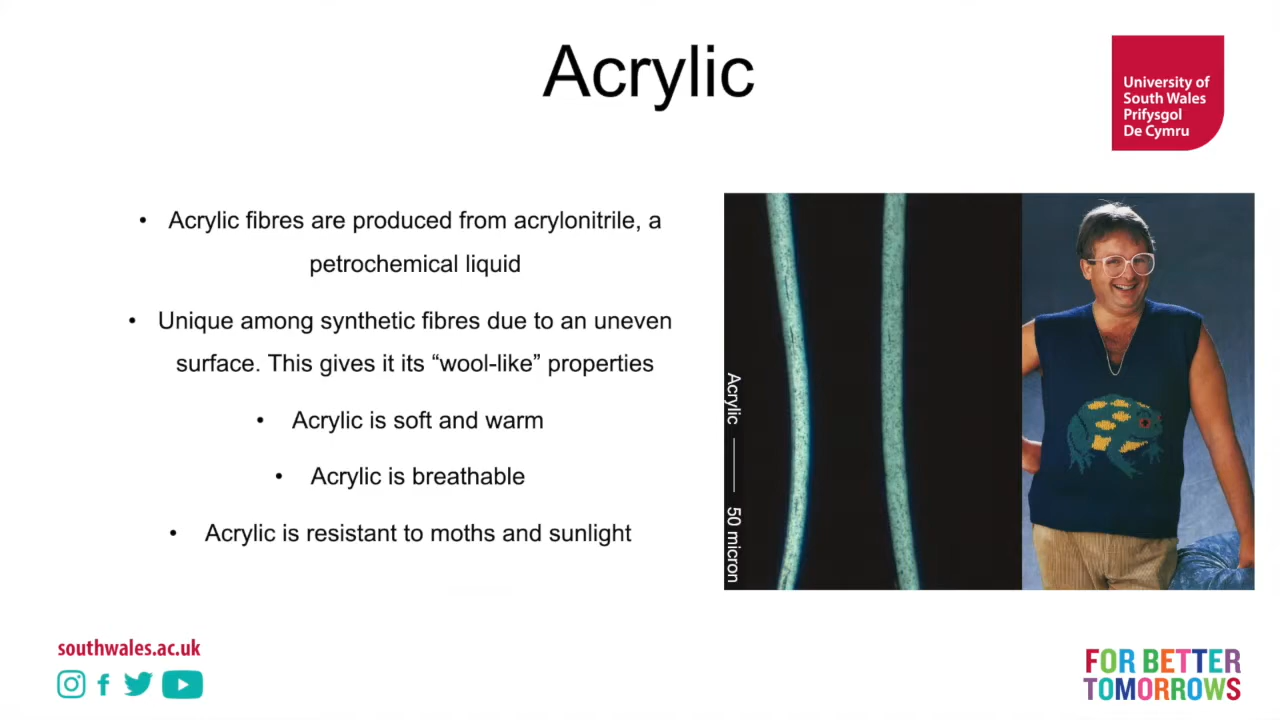 Acrylic
University of
South Wales
Prifysgol
De Cymru
• Acrylic fibres are produced from acrylonitrile, a
petrochemical liquid
• Unique among synthetic fibres due to an uneven
surface. This gives it its “wool-like” properties
• Acrylic is soft and warm
• Acrylic is breathable
• Acrylic is resistant to moths and sunlight
Acrylic 50 micron
southwales.ac.uk
FOR BETTER
TOMORROWS